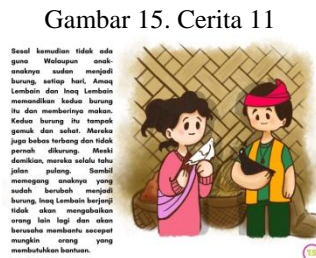 Gambar 15. Cerita 11
Sesal kemudian tidak ada
guna Walaupun anak-
anaknya sudan menjadi
burung, setiap hari, Amaq
Lembain dan Inaq Lembain
memandikan kedua burung
itu dan memberinya makan.
Kedua burung itu tampak
gemuk dan sehat. Mereka
juga bebas terbang dan tidak
pernah dikurung. Meski
demikian, mereka selalu tahu
jalan pulang. Sambil
memegang anaknya yang
sudah berubah menjadi
burung, Inaq Lembain berjanji
tidak akan mengabaikan
orang lain lagi dan akan
berusaha membantu secepat
mungkin orang yang
membutuhkan bantuan.
15